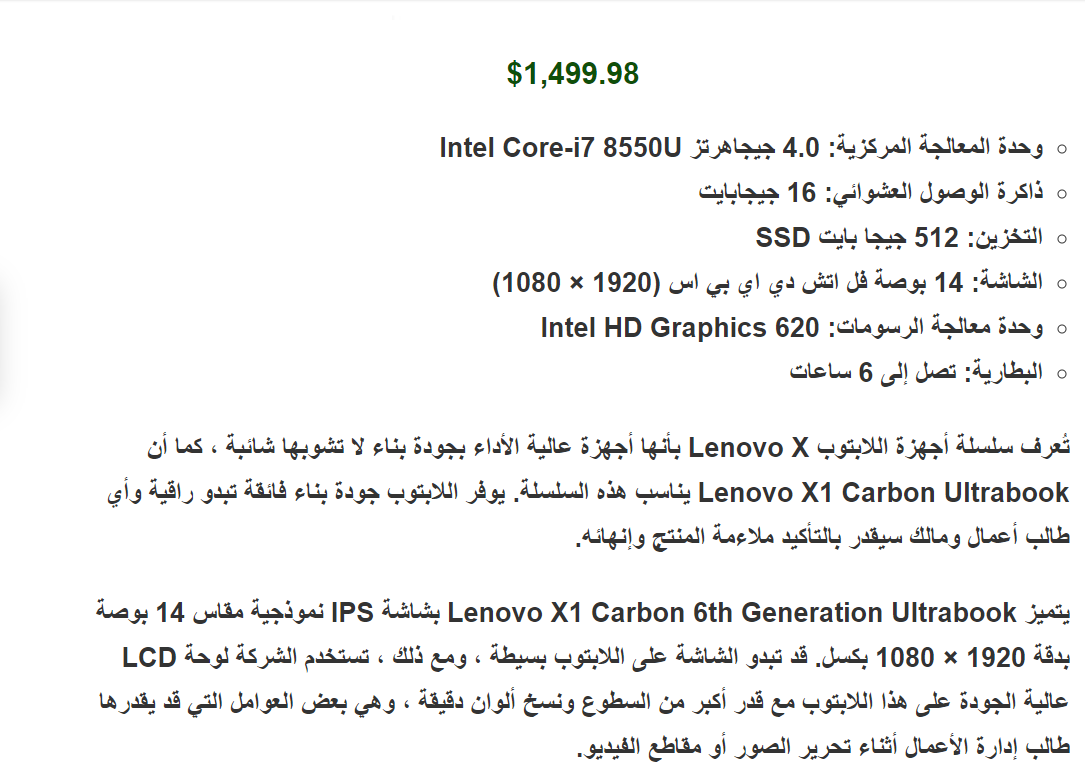 $1,499.98
وحدة المعالجة المركزية: 4.0 جيجاهرتز Intel Core-i7 8550U
ذاكرة الوصول العشوائي: 16 جيجابايت
التخزين: 512 جيجا بايت SSD
الشاشة: 14 بوصة فل اتش دي اي بي اس (1920 × 1080)
وحدة معالجة الرسومات: Intel HD Graphics 620
البطارية: تصل إلى 6 ساعات
تُعرف سلسلة أجهزة اللابتوب Lenovo X بأنها أجهزة عالية الأداء بجودة بناء لا تشوبها شائبة ، كما أن
Lenovo X1 Carbon Ultrabook يناسب هذه السلسلة. يوفر اللابتوب جودة بناء فائقة تبدو راقية وأي
طالب أعمال ومالك سيقدر بالتأكيد ملاءمة المنتج وإنهائه.
يتميز Lenovo X1 Carbon 6th Generation Ultrabook بشاشة IPS نموذجية مقاس 14 بوصة
بدقة 1920 × 1080 بكسل. قد تبدو الشاشة على اللابتوب بسيطة ، ومع ذلك ، تستخدم الشركة لوحة LCD
عالية الجودة على هذا اللابتوب مع قدر أكبر من السطوع ونسخ ألوان دقيقة ، وهي بعض العوامل التي قد يقدرها
طالب إدارة الأعمال أثناء تحرير الصور أو مقاطع الفيديو.